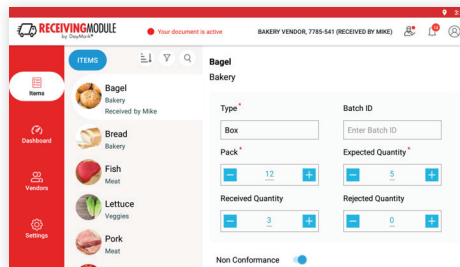 RECEIVINGMODULE
by DayMark®
Your document is active
BAKERY VENDOR, 7785-541 (RECEIVED BY MIKE)
Items
Dashboard
Vendors
Settings
ITEMS
Bagel
Bakery
Received by Mike
Bread
Bakery
Fish
Meat
Lettuce
Veggies
Pork
Meat
Bagel
Bakery
Type *
Batch ID
Box
Enter Batch ID
Pack *
Expected Quantity *
12
5
Received Quantity
Rejected Quantity
3
0
Non Conformance